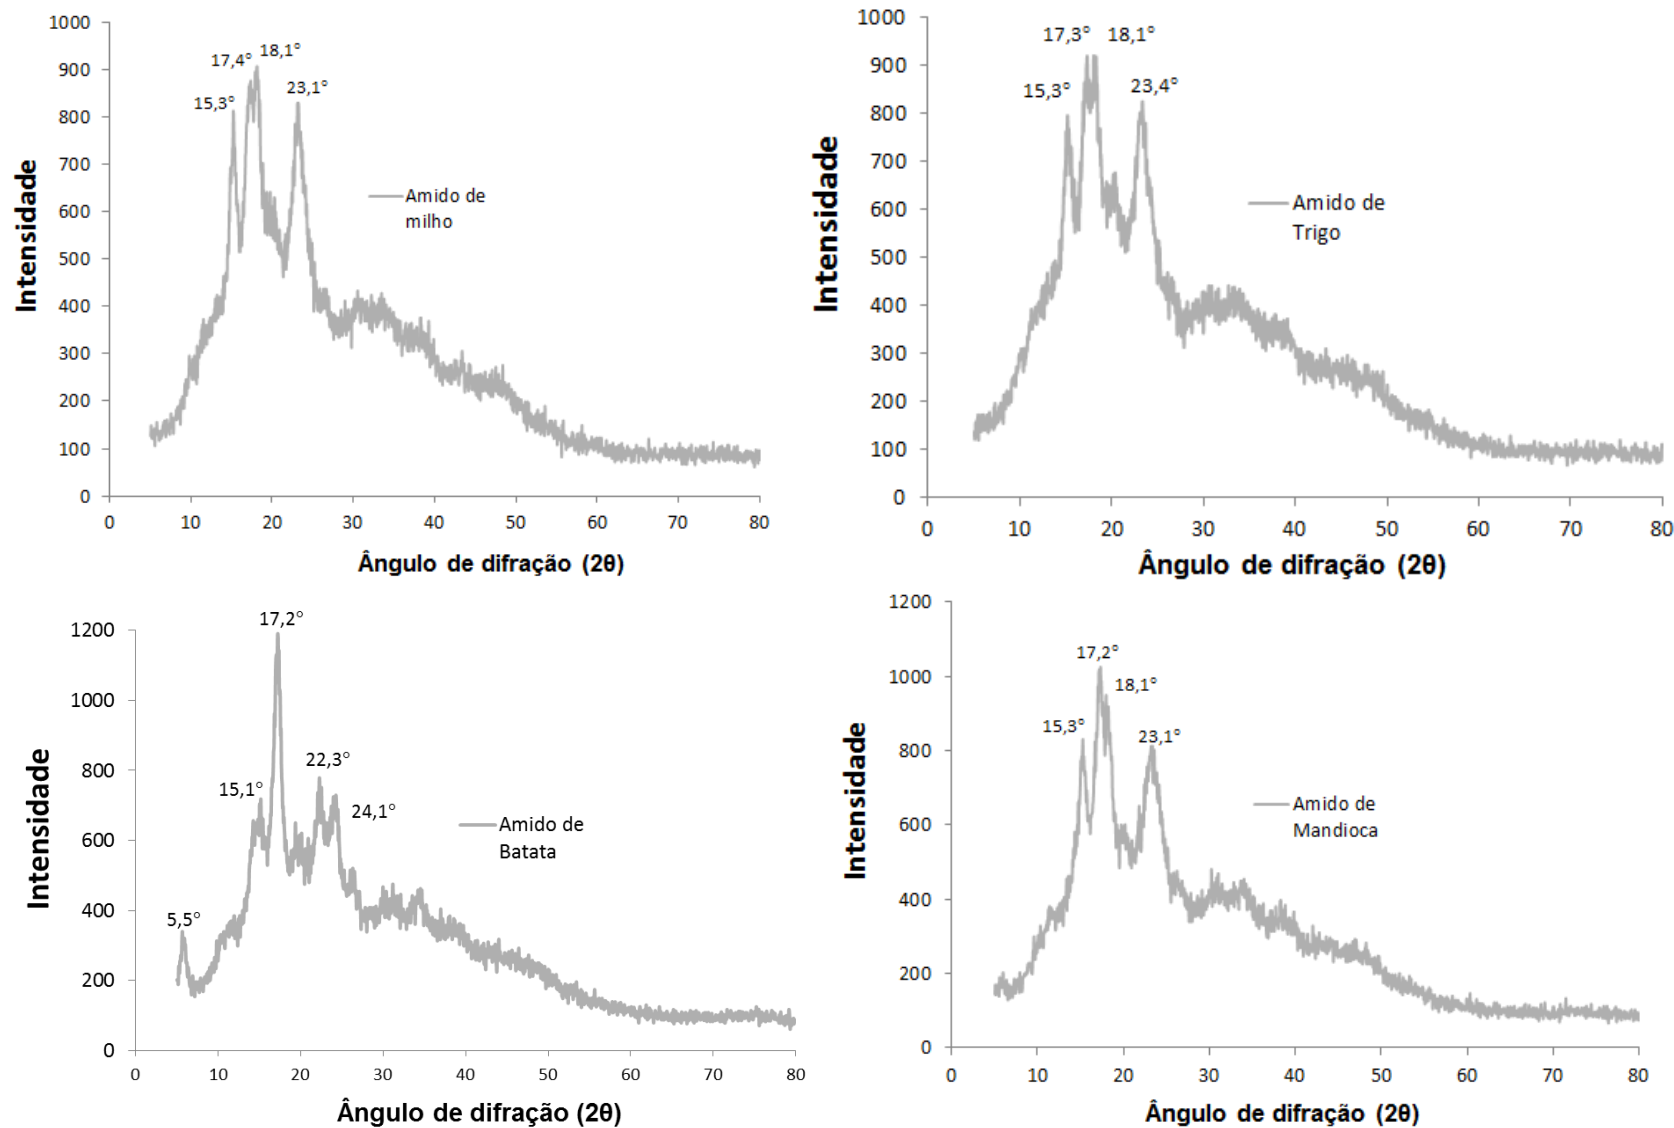 1000
900
800
700
600
500
400
300
200
100
0
Intensidade
15,3°
17,4°
18,1°
23,1°
Amido de
milho
0 10 20 30 40 50 60 70 80
Ângulo de difração (2θ)
1000
900
800
700
600
500
400
300
200
100
0
Intensidade
15,3°
17,3°
18,1°
23,4°
Amido de
Trigo
0 10 20 30 40 50 60 70 80
Ângulo de difração (2θ)
1200
1000
800
600
400
200
0
Intensidade
5,5°
15,1°
17,2°
22,3°
24,1°
Amido de
Batata
0 10 20 30 40 50 60 70 80
Ângulo de difração (2θ)
1200
1000
800
600
400
200
0
Intensidade
15,3°
17,2°
18,1°
23,1°
Amido de
Mandioca
0 10 20 30 40 50 60 70 80
Ângulo de difração (2θ)